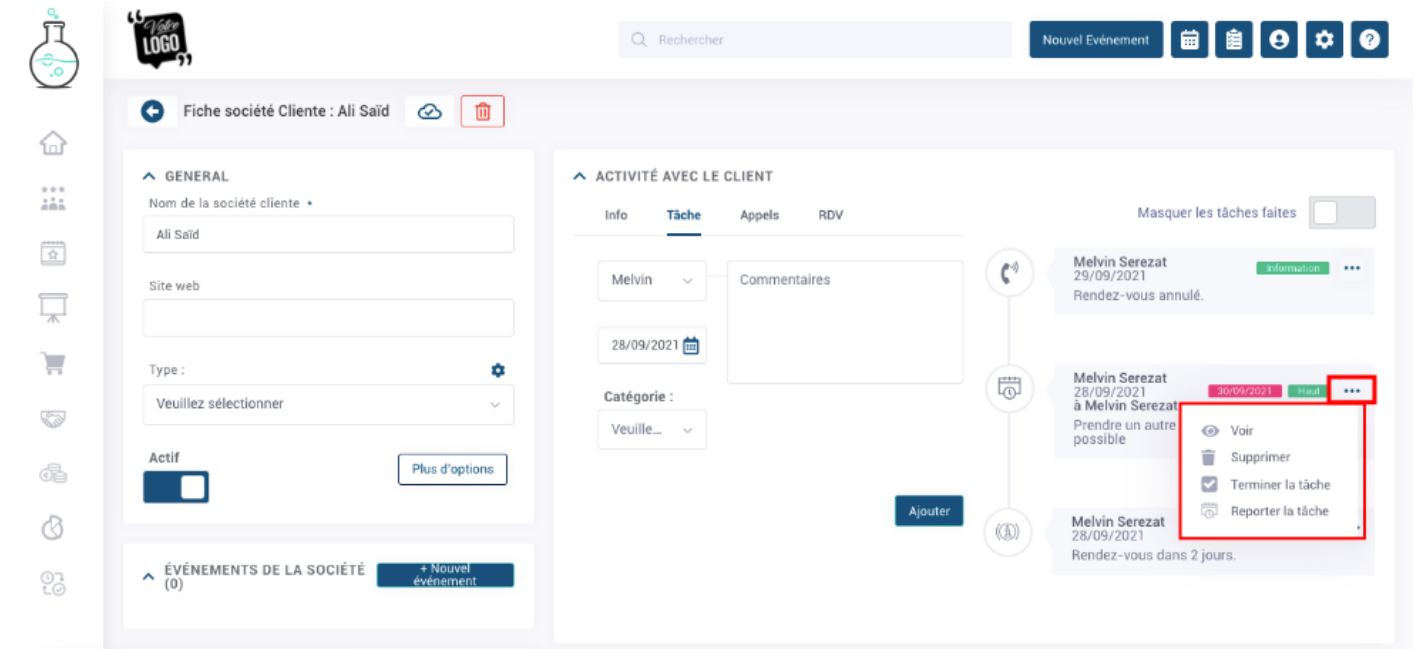 Votre
LOGO
Rechercher
Nouvel Evénement
Fiche société Cliente : Ali Saïd
GENERAL
Nom de la société cliente •
Ali Saïd
Site web
Type :
Veuillez sélectionner
Actif
Plus d'options
ÉVÉNEMENTS DE LA SOCIÉTÉ
(0)
+ Nouvel
événement
ACTIVITÉ AVEC LE CLIENT
Info Tâche Appels RDV
Masquer les tâches faites
Melvin
Commentaires
28/09/2021
Catégorie :
Veuille...
Ajouter
Melvin Serezat
29/09/2021
Information
Rendez-vous annulé.
Melvin Serezat
28/09/2021
30/09/2021 Haut
à Melvin Serezat
Prendre un autre
possible
Voir
Supprimer
Terminer la tâche
Reporter la tâche
Melvin Serezat
28/09/2021
Rendez-vous dans 2 jours.